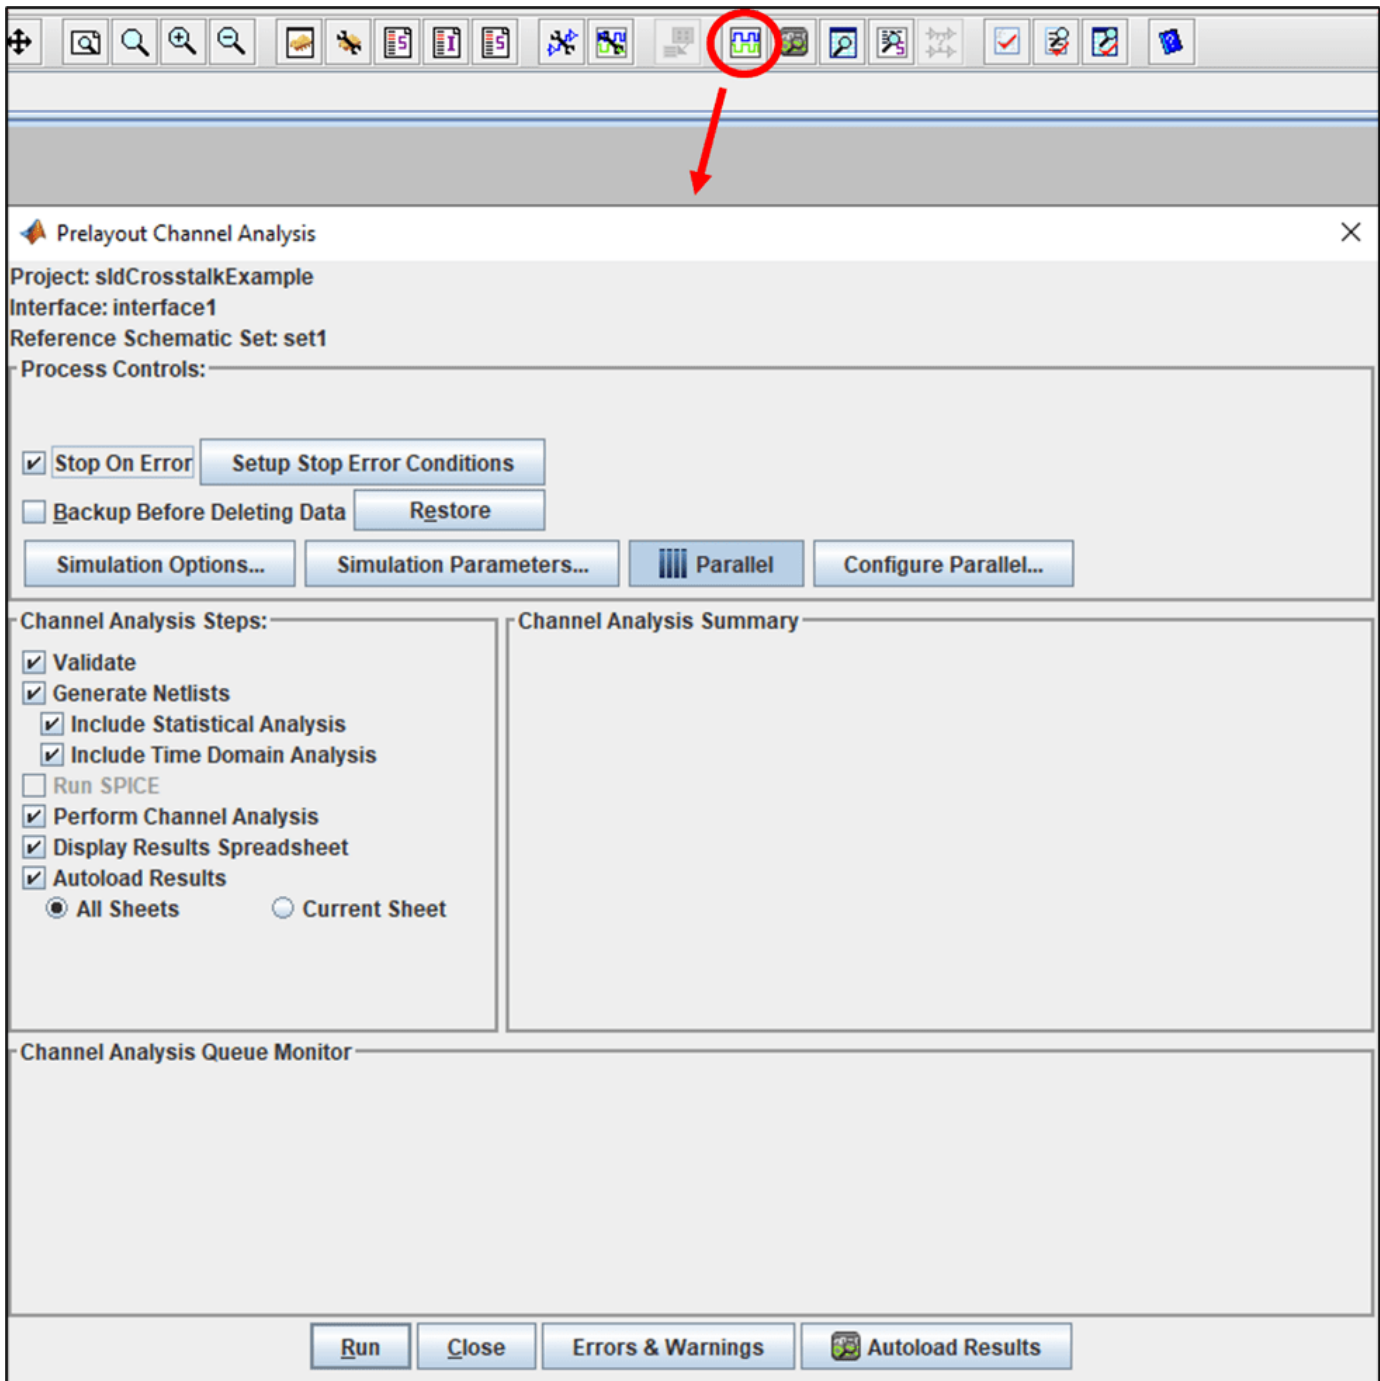 Prelayout Channel Analysis
Project: sldCrosstalkExample
Interface: interface1
Reference Schematic Set: set1
Process Controls:
Stop On Error Setup Stop Error Conditions
Backup Before Deleting Data Restore
Simulation Options... Simulation Parameters... Parallel Configure Parallel...
Channel Analysis Steps:
Validate
Generate Netlists
Include Statistical Analysis
Include Time Domain Analysis
Run SPICE
Perform Channel Analysis
Display Results Spreadsheet
Autoload Results
All Sheets Current Sheet
Channel Analysis Summary
Channel Analysis Queue Monitor
Run Close Errors & Warnings Autoload Results